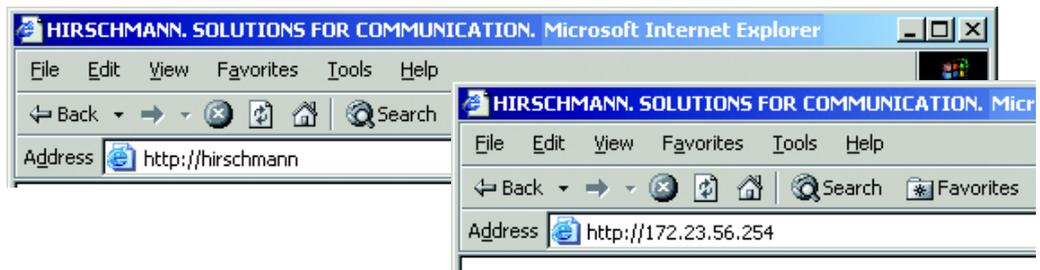 HIRSCHMANN. SOLUTIONS FOR COMMUNICATION. Microsoft Internet Explorer
File Edit View Favorites Tools Help
Back Search
Address http://hirschmann
HIRSCHMANN. SOLUTIONS FOR COMMUNICATION. Micr
File Edit View Favorites Tools Help
Back Search Favorites
Address http://172.23.56.254